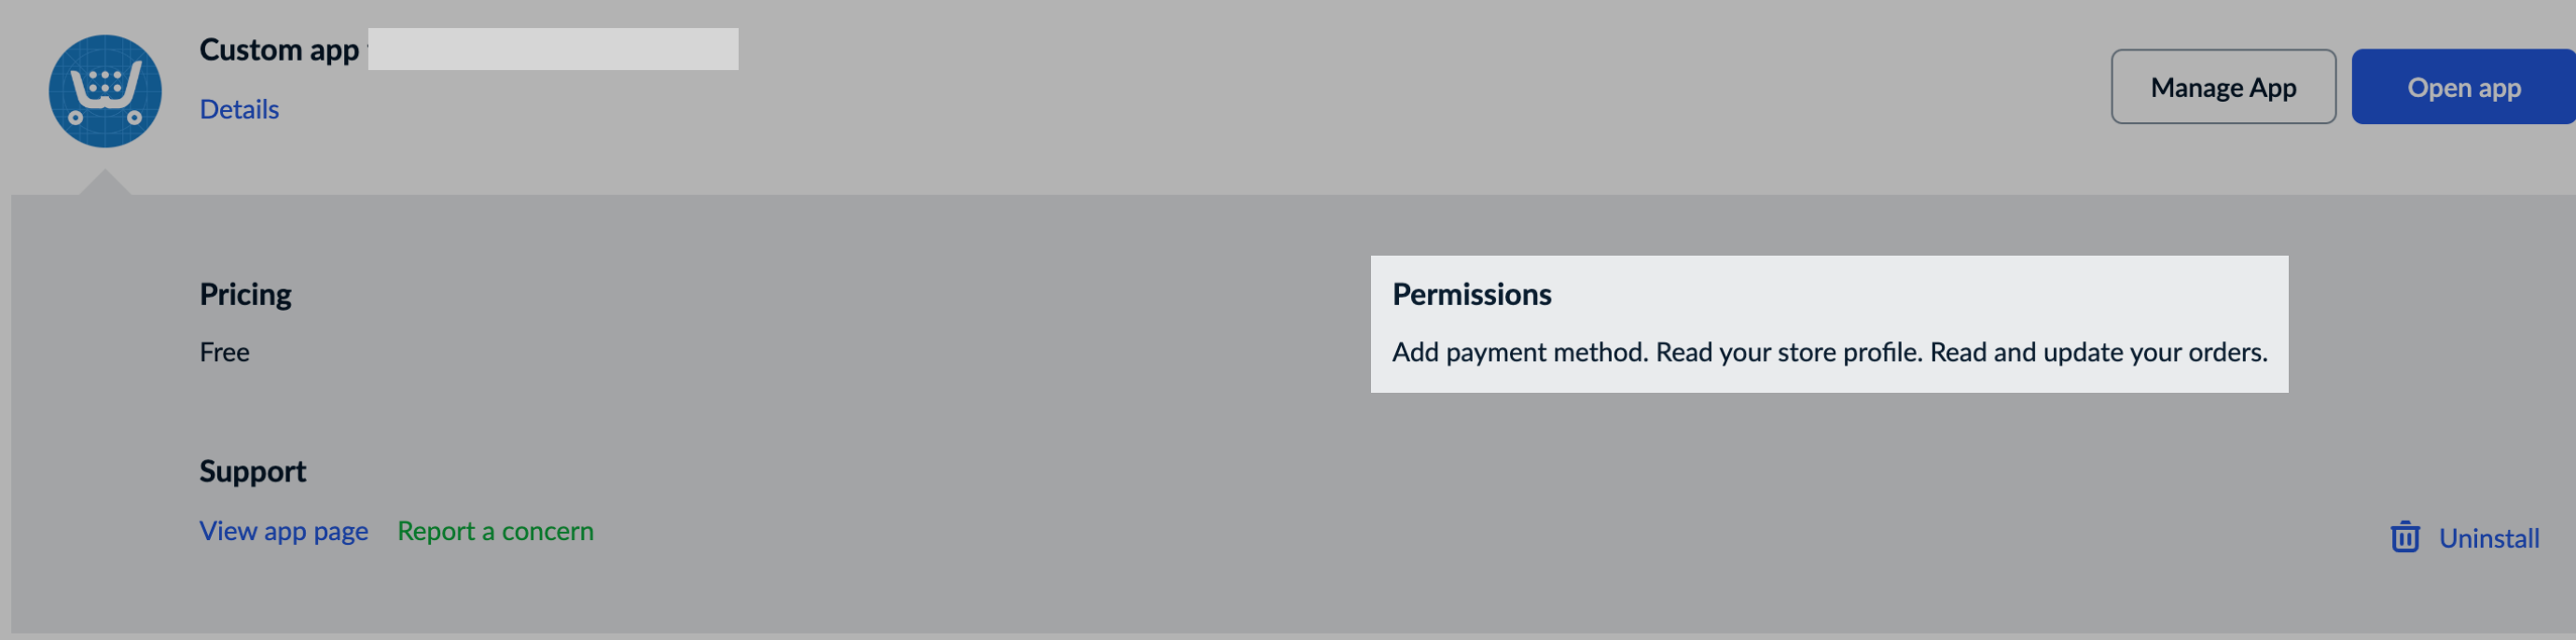 Custom app
Details
Manage App
Open app
Pricing
Free
Permissions
Add payment method. Read your store profile. Read and update your orders.
Support
View app page
Report a concern
Uninstall